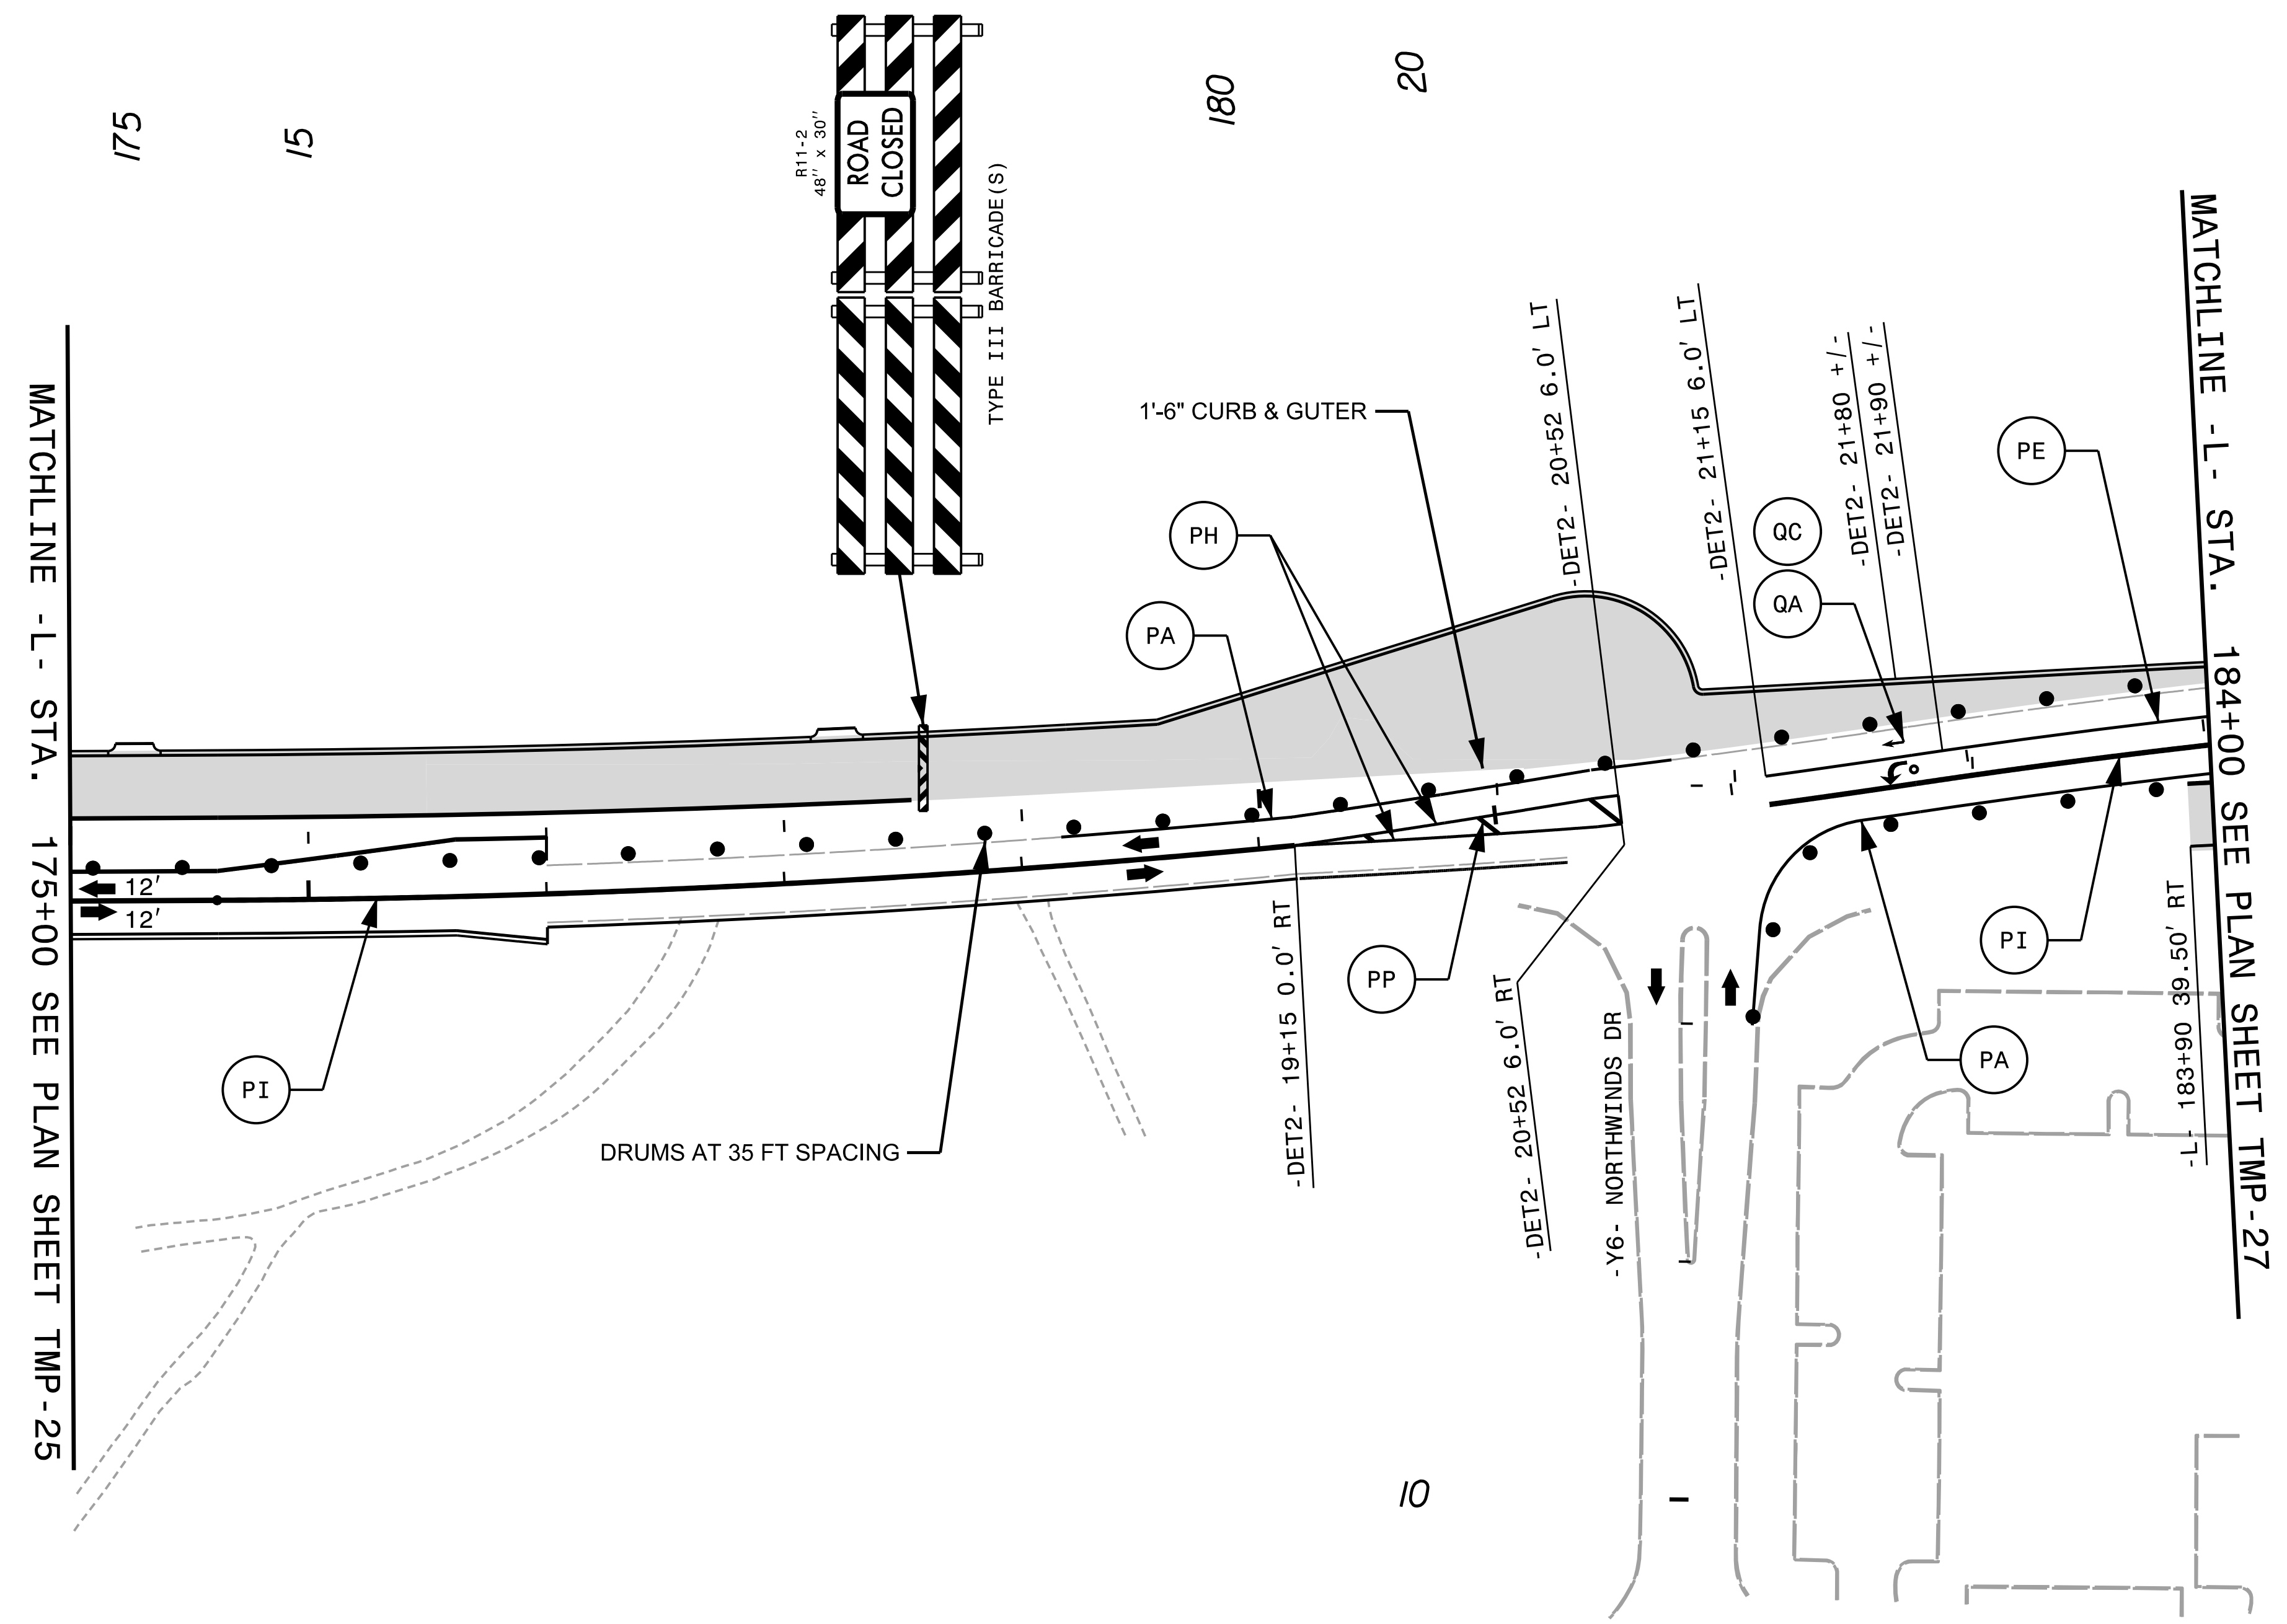 175
15
180
20
R11-2
48'' x 30''
ROAD
CLOSED
TYPE III BARRICADE(S)
MATCHLINE -L- STA. 175+00 SEE PLAN SHEET TMP-25
MATCHLINE -L- STA. 184+00 SEE PLAN SHEET TMP-27
1'-6" CURB & GUTER
-DET2- 20+52 6.0' LT
-DET2- 21+15 6.0' LT
-DET2- 21+80 +/-
-DET2- 21+90 +/-
PE
QC
QA
PH
PA
12'
12'
PI
DRUMS AT 35 FT SPACING
-DET2- 19+15 0.0' RT
PP
-DET2- 20+52 6.0' RT
-Y6- NORTHWINDS DR
PI
PA
-L- 183+90 39.50' RT
10